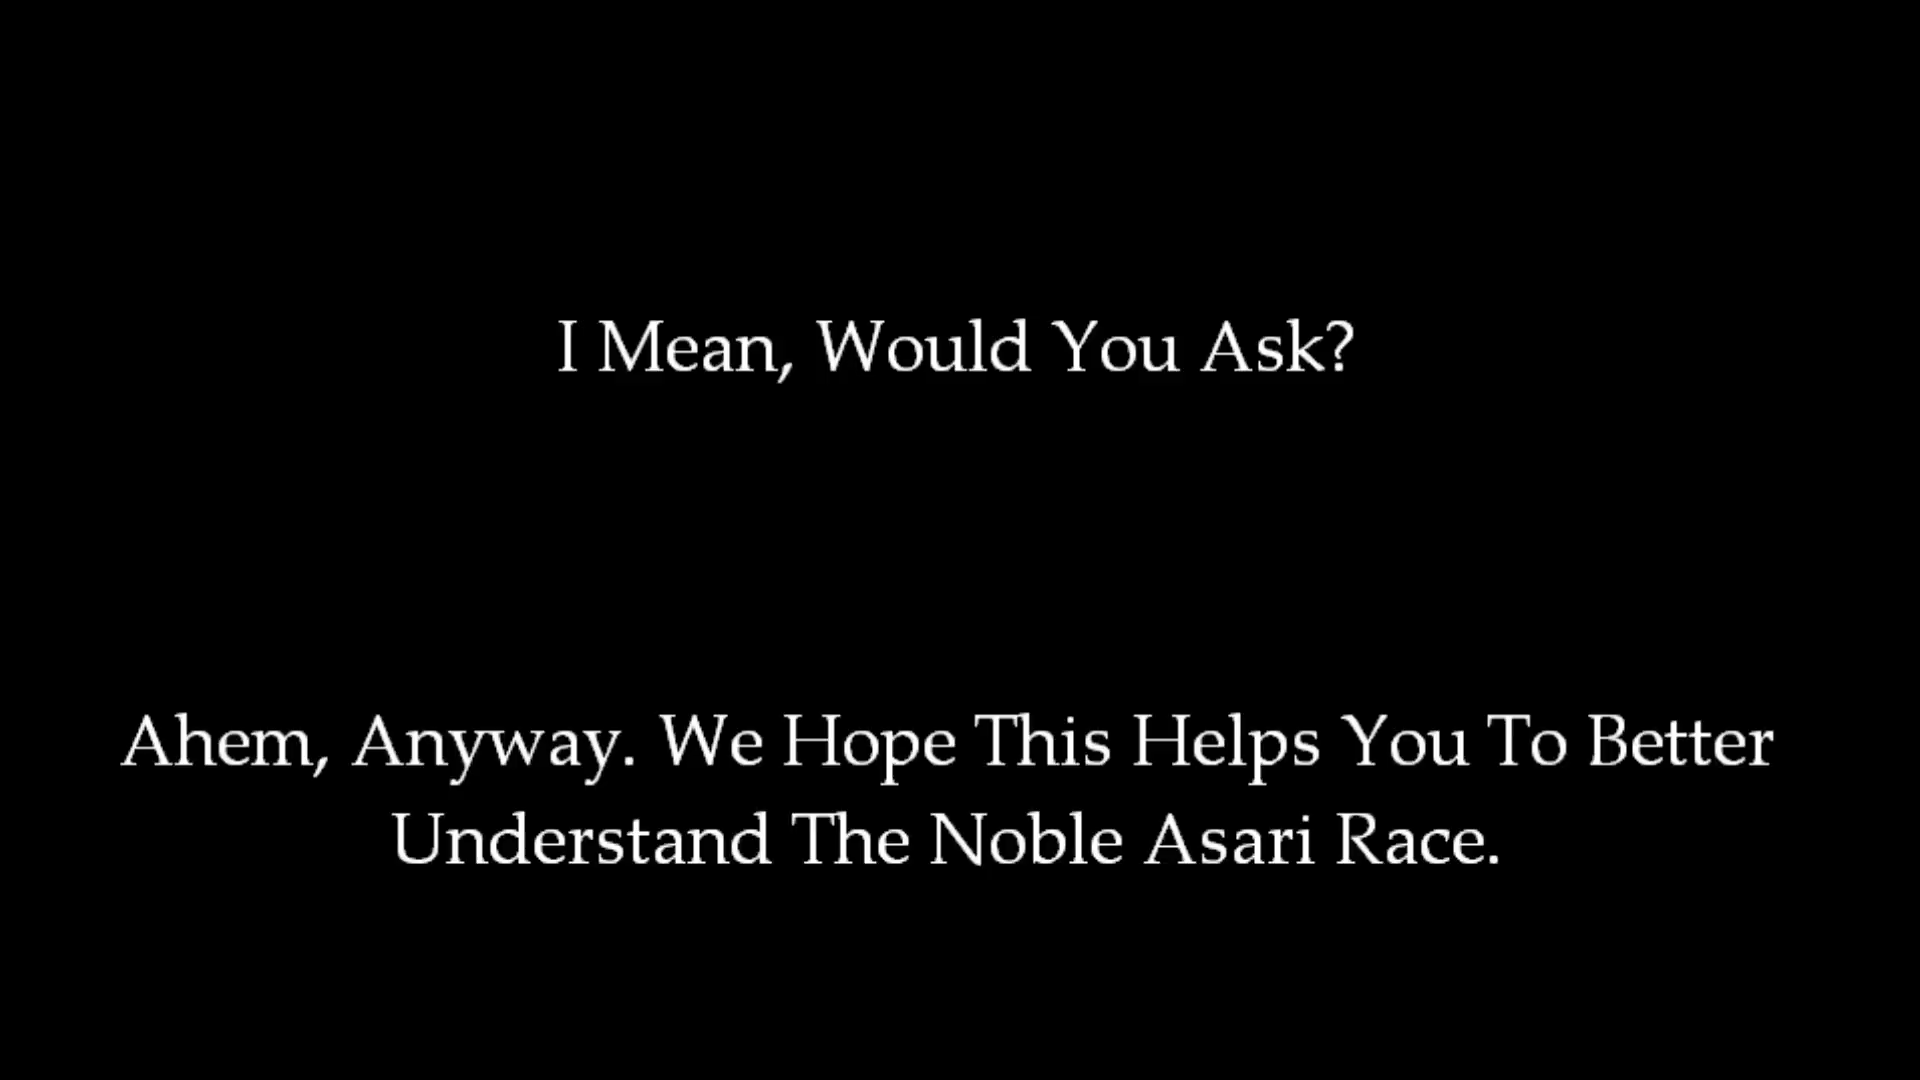 I Mean, Would You Ask?
Ahem, Anyway. We Hope This Helps You To Better
Understand The Noble Asari Race.